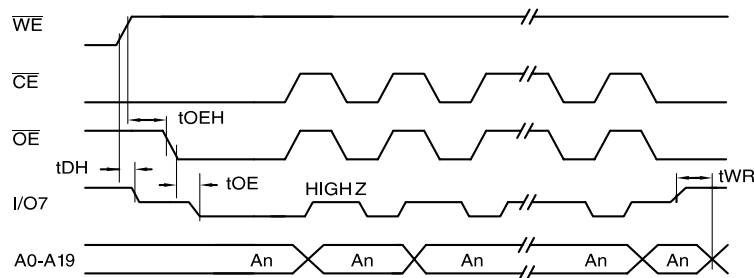 WE
CE
tOEH
OE
tDH
tOE
tWR
I/O7
HIGH Z
A0-A19 An An An An An